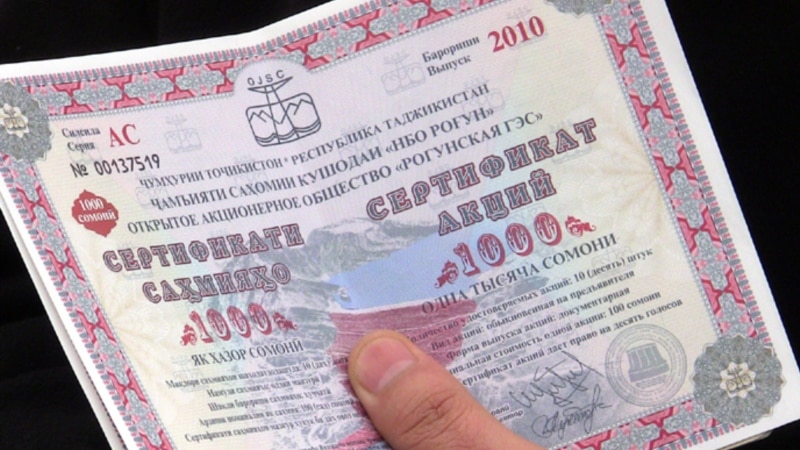 OJSC
Барориши
Выпуск
2010
Силсила
Серия
АС
№ 00137519
1000
сомонӣ
ҶУМҲУРИИ ТОҶИКИСТОН * РЕСПУБЛИКА ТАДЖИКИСТАН
ҶАМЪИЯТИ САҲОМИИ КУШОДАИ «НБО РОҒУН»
ОТКРЫТОЕ АКЦИОНЕРНОЕ ОБЩЕСТВО «РОГУНСКАЯ ГЭС»
СЕРТИФИКАТИ
САҲМИЯҲО
1000
ЯК ҲАЗОР СОМОНИ
СЕРТИФИКАТ
АКЦИЙ
1000
ОДНА ТЫСЯЧА СОМОНИ
Количество удостоверяемых акций: 10 (десять) штук
Вид акций: обыкновенная на предъявителя
Форма выпуска акций: документарная
стоимость одной акции: 100 сомони
сертификат акций дает право на десять голосов